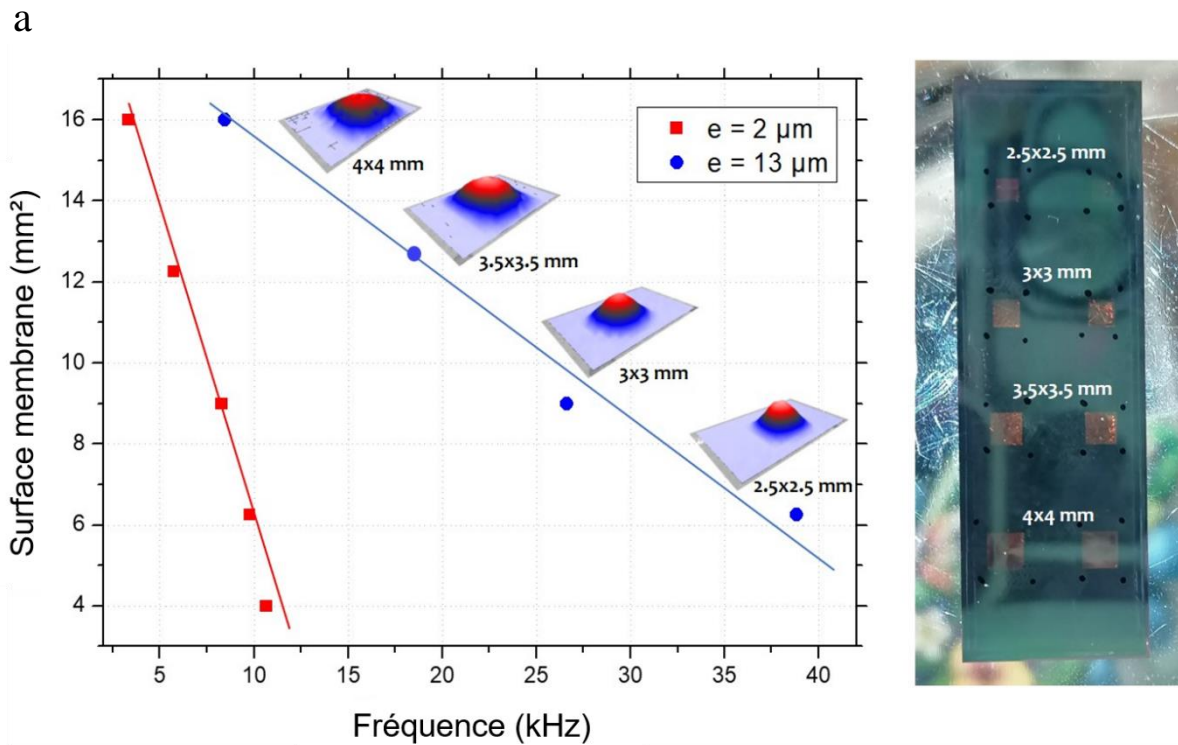 a
Surface membrane (mm²)
16
14
12
10
8
6
4
5
10
15
20
25
30
35
40
Fréquence (kHz)
e = 2 µm
e = 13 µm
4x4 mm
3.5x3.5 mm
3x3 mm
2.5x2.5 mm
2.5x2.5 mm
3x3 mm
3.5x3.5 mm
4x4 mm